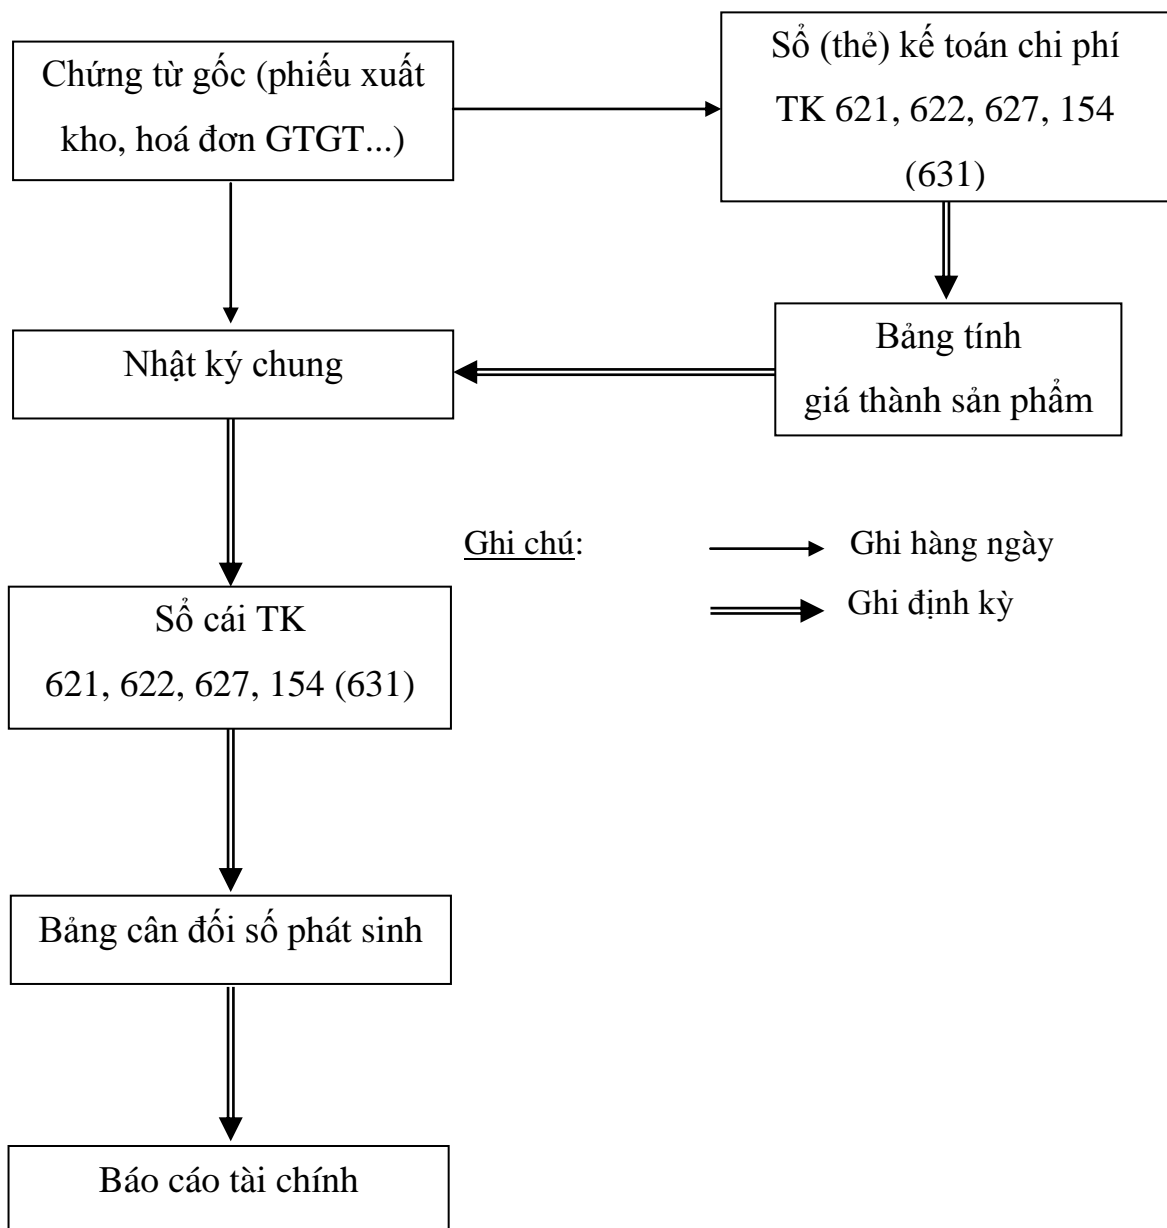 Chứng từ gốc (phiếu xuất
kho, hoá đơn GTGT...)
Sổ (thẻ) kế toán chi phí
TK 621, 622, 627, 154
(631)
Nhật ký chung
Bảng tính
giá thành sản phẩm
Ghi chú:
Ghi hàng ngày
Ghi định kỳ
Sổ cái TK
621, 622, 627, 154 (631)
Bảng cân đối số phát sinh
Báo cáo tài chính